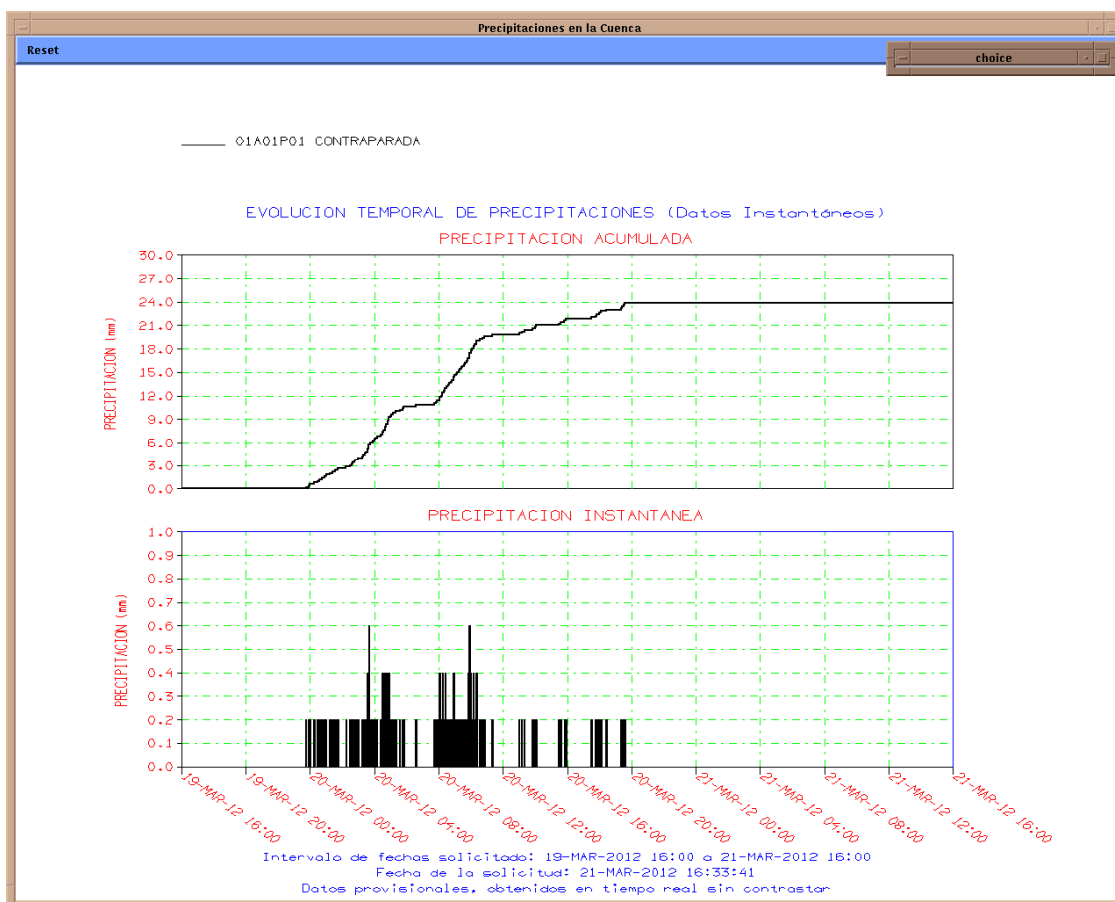 Precipitaciones en la Cuenca
Reset
choice
01A01P01 CONTRAPARADA
EVOLUCION TEMPORAL DE PRECIPITACIONES (Datos Instantáneos)
PRECIPITACION ACUMULADA
30.0
27.0
24.0
21.0
18.0
15.0
12.0
9.0
6.0
3.0
0.0
PRECIPITACION (mm)
PRECIPITACION INSTANTANEA
1.0
0.9
0.8
0.7
0.6
0.5
0.4
0.3
0.2
0.1
0.0
PRECIPITACION (mm)
19-MAR-12 16:00
19-MAR-12 20:00
20-MAR-12 00:00
20-MAR-12 04:00
20-MAR-12 08:00
20-MAR-12 12:00
20-MAR-12 16:00
20-MAR-12 20:00
21-MAR-12 00:00
21-MAR-12 04:00
21-MAR-12 08:00
21-MAR-12 12:00
21-MAR-12 16:00
Intervalo de fechas solicitado: 19-MAR-2012 16:00 a 21-MAR-2012 16:00
Fecha de la solicitud: 21-MAR-2012 16:33:41
Datos provisionales, obtenidos en tiempo real sin contrastar